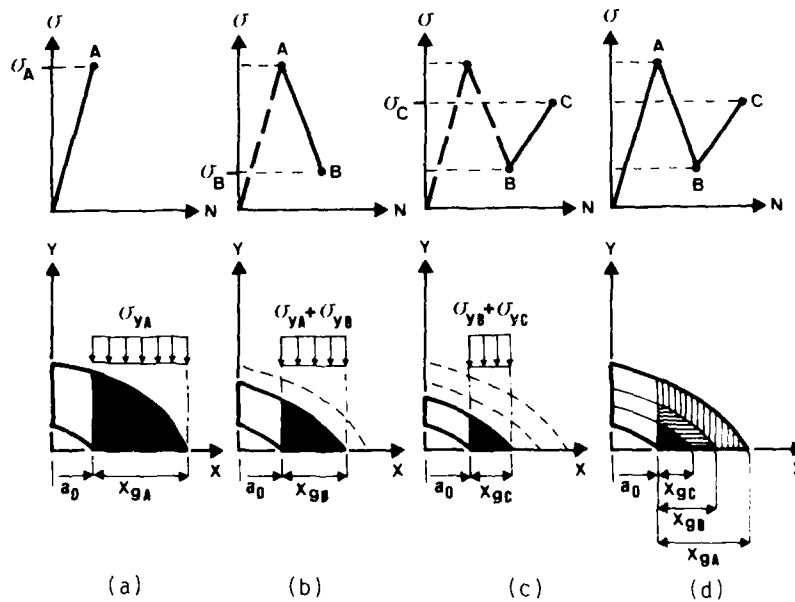 σ σ σ σ
A A A
σA
σC C C
σB B B B
N N N N
Y Y Y Y
σyA σyA+σyB σyB+σyC
X X X
a₀ xgA a₀ xgB a₀ xgC a₀ xgC
xgB
xgA
(a) (b) (c) (d)